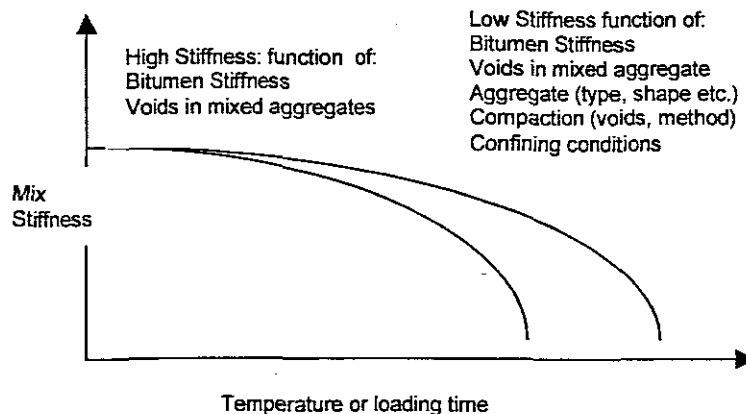 High Stiffness: function of:
Bitumen Stiffness
Voids in mixed aggregates
Low Stiffness function of:
Bitumen Stiffness
Voids in mixed aggregate
Aggregate (type, shape etc.)
Compaction (voids, method)
Confining conditions
Mix
Stiffness
Temperature or loading time